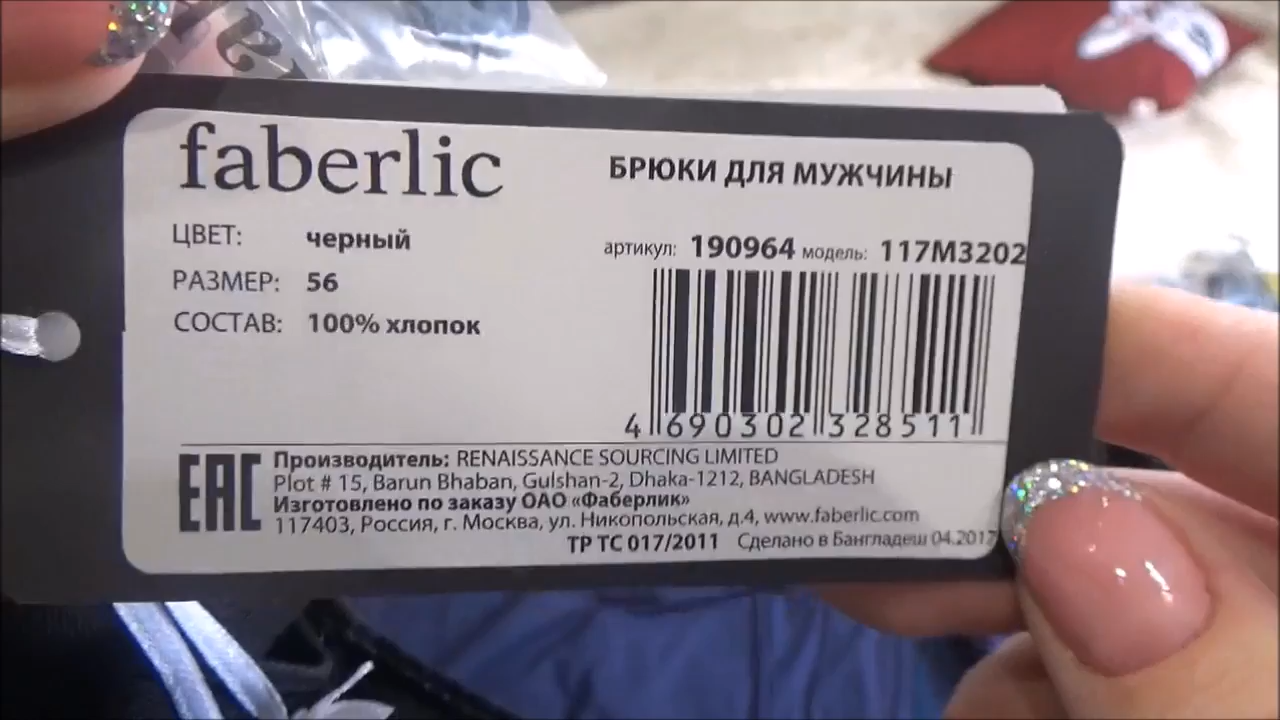 faberlic
БРЮКИ ДЛЯ МУЖЧИНЫ
ЦВЕТ: черный
РАЗМЕР: 56
СОСТАВ: 100% хлопок
артикул: 190964 модель: 117M3202
4 690302 328511
EAC
Производитель: RENAISSANCE SOURCING LIMITED
Plot # 15, Barun Bhaban, Gulshan-2, Dhaka-1212, BANGLADESH
Изготовлено по заказу ОАО «Фаберлик»
117403, Россия, г. Москва, ул. Никопольская, д.4, www.faberlic.com
ТР ТС 017/2011 Сделано в Бангладеш 04.2017